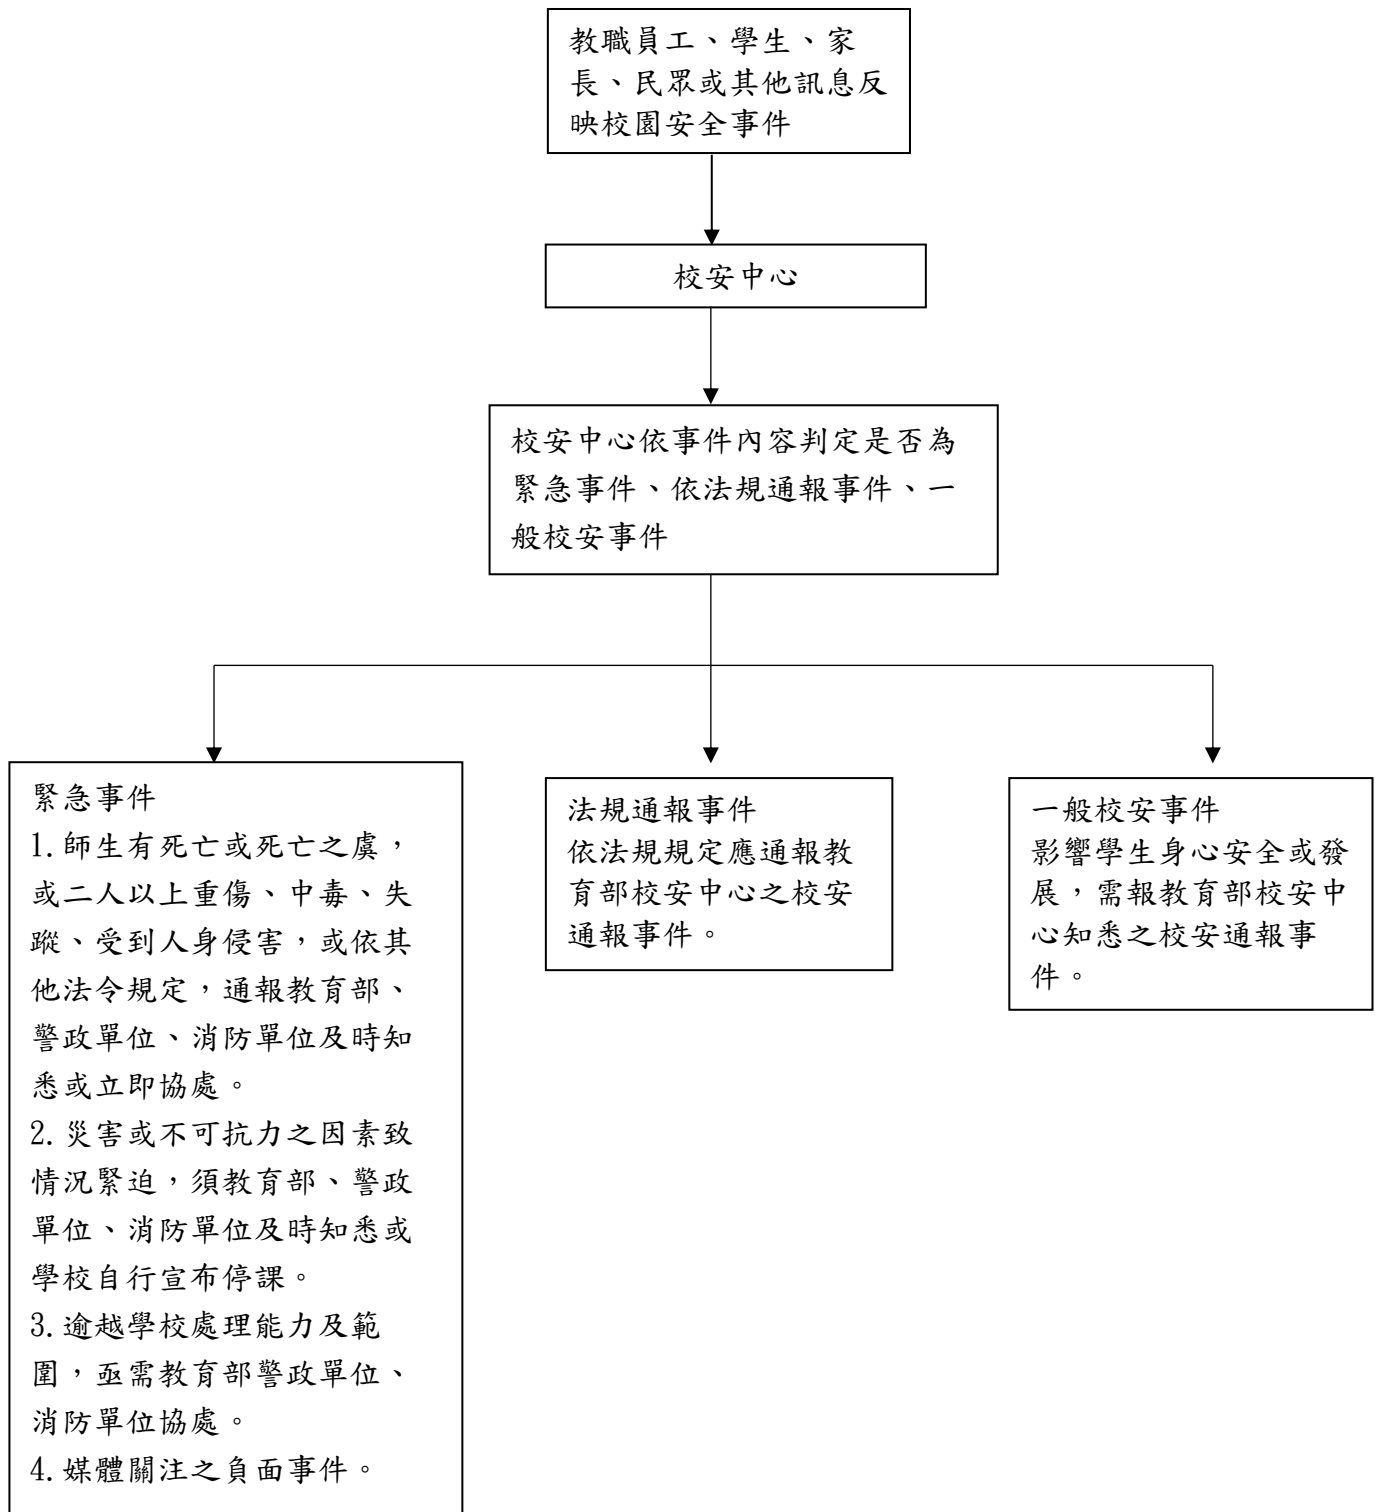 教職員工、學生、家
長、民眾或其他訊息反
映校園安全事件
校安中心
校安中心依事件內容判定是否為
緊急事件、依法規通報事件、一
般校安事件
緊急事件
1.師生有死亡或死亡之虞，
或二人以上重傷、中毒、失
蹤、受到人身侵害，或依其
他法令規定，通報教育部、
警政單位、消防單位及時知
悉或立即協處。
2.災害或不可抗力之因素致
情況緊迫，須教育部、警政
單位、消防單位及時知悉或
學校自行宣布停課。
3.逾越學校處理能力及範
圍，亟需教育部警政單位、
消防單位協處。
4.媒體關注之負面事件。
法規通報事件
依法規規定應通報教
育部校安中心之校安
通報事件。
一般校安事件
影響學生身心安全或發
展，需報教育部校安中
心知悉之校安通報事
件。